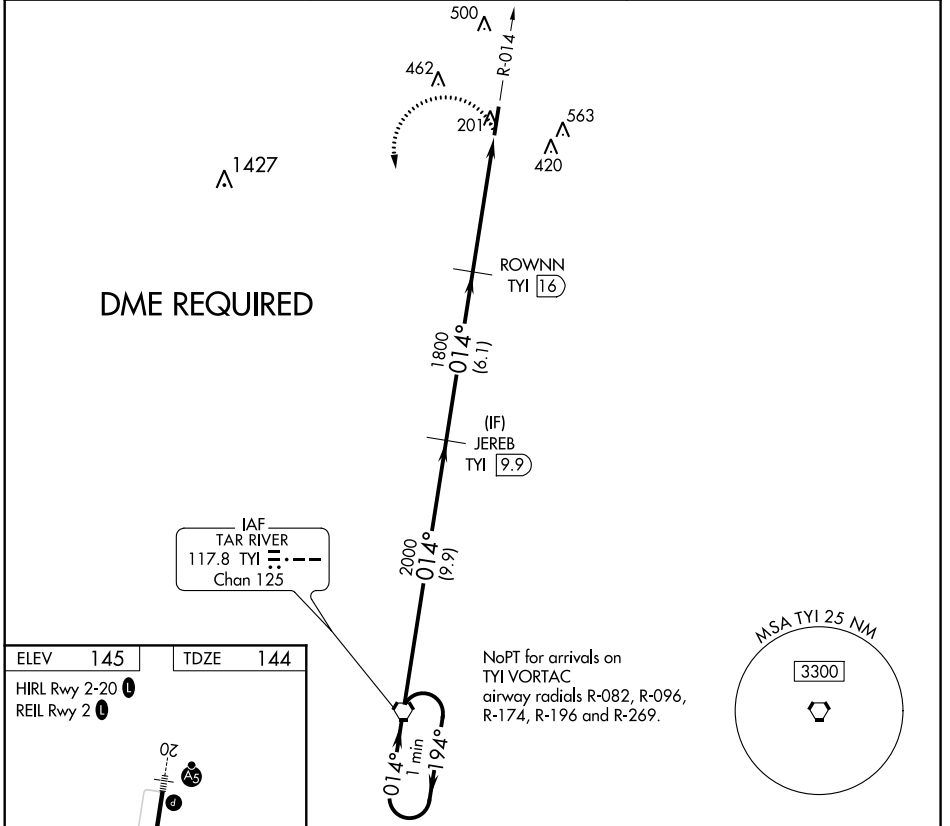 500
R-014
462
201
563
420
1427
ROWNN
TYI 16
DME REQUIRED
1800
014°
(6.1)
(IF)
JEREB
TYI 9.9
IAF
TAR RIVER
117.8 TYI
Chan 125
2000
014°
(9.9)
MSA TYI 25 NM
3300
NoPT for arrivals on
TYI VORTAC
airway radials R-082, R-096,
R-174, R-196 and R-269.
014°
1 min
194°
ELEV 145
TDZE 144
HIRL Rwy 2-20 L
REIL Rwy 2 L
20
A5
P